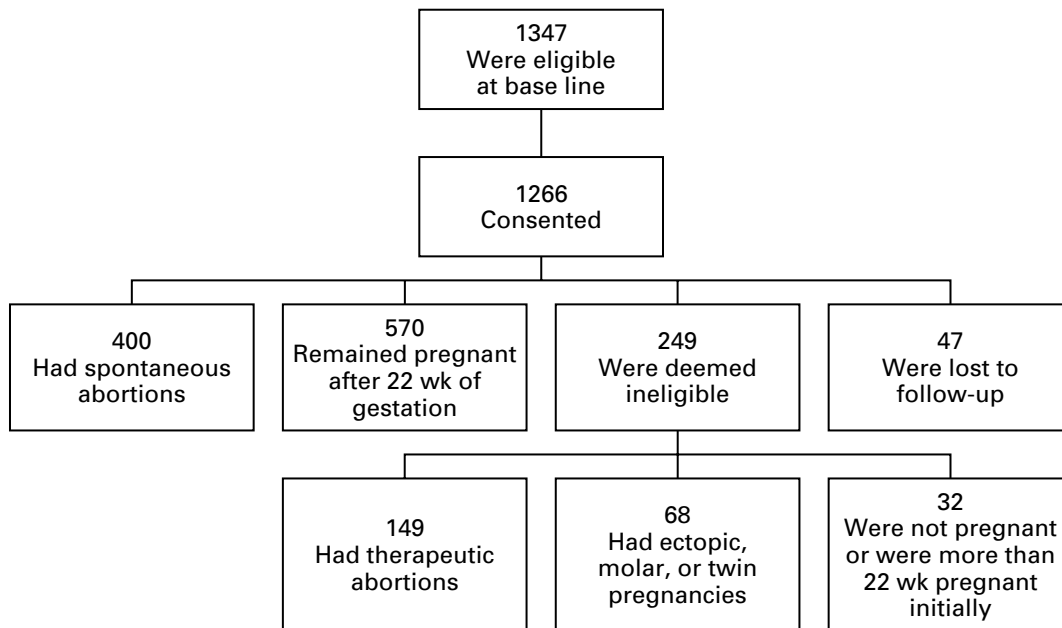 1347
Were eligible
at base line
1266
Consented
400
Had spontaneous
abortions
570
Remained pregnant
after 22 wk of
gestation
249
Were deemed
ineligible
47
Were lost to
follow-up
149
Had therapeutic
abortions
68
Had ectopic,
molar, or twin
pregnancies
32
Were not pregnant
or were more than
22 wk pregnant
initially